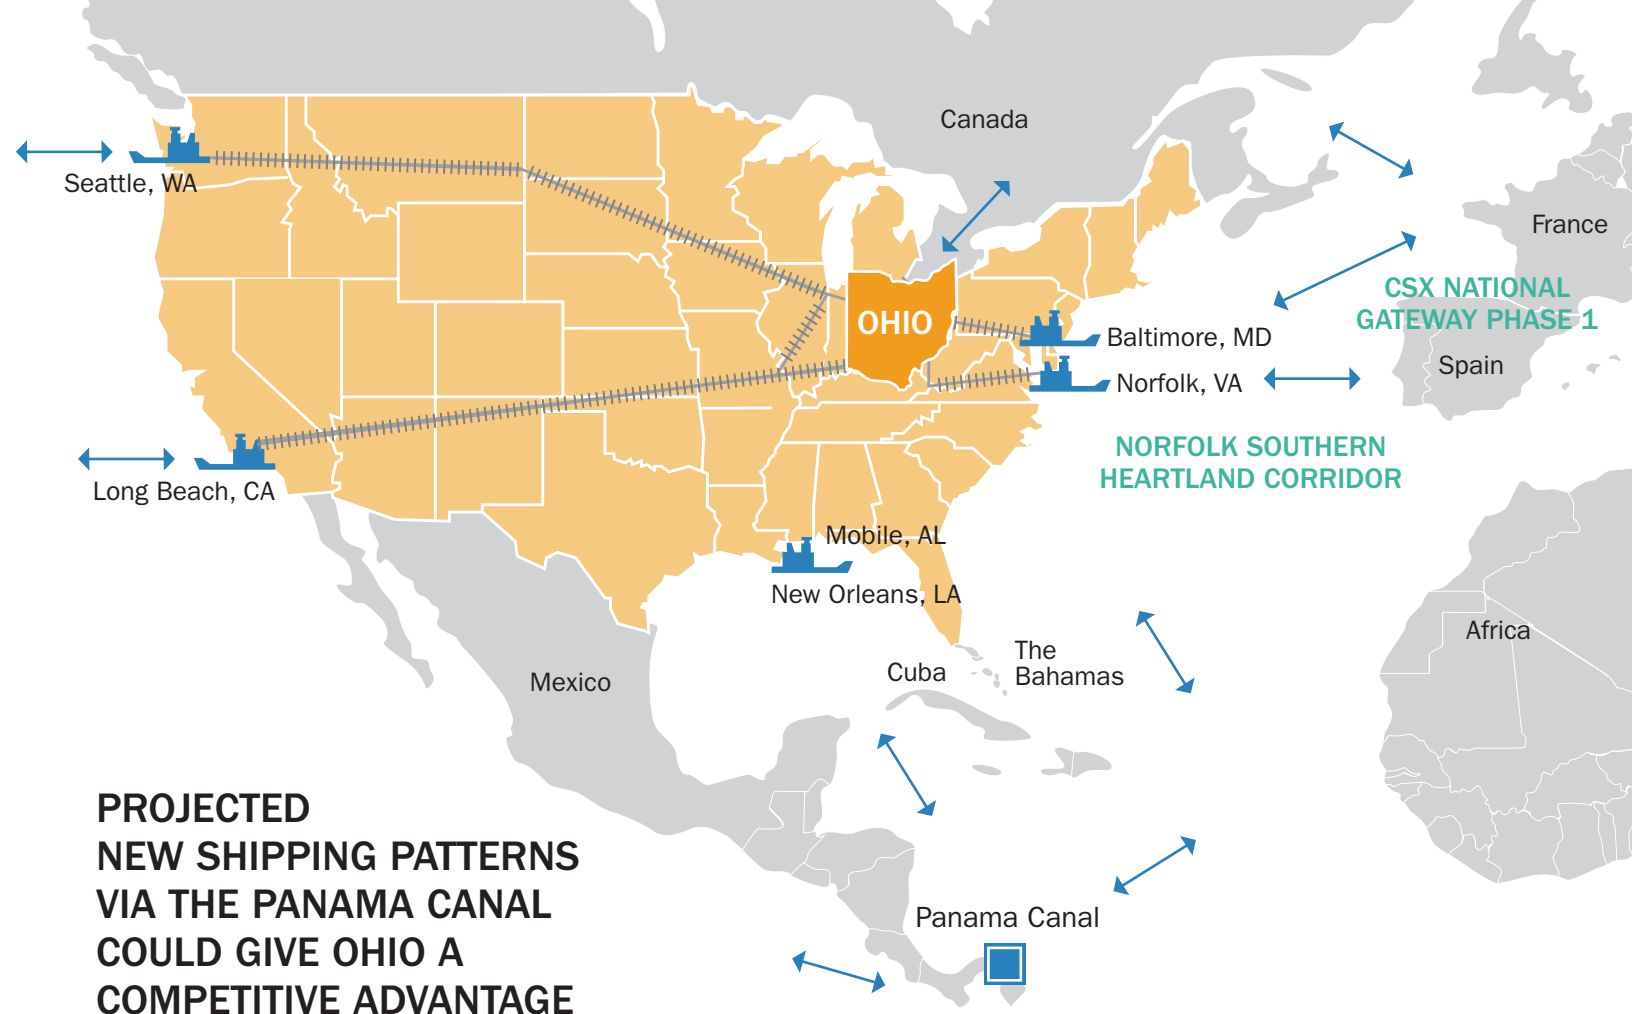 Canada
Seattle, WA
France
CSX NATIONAL
GATEWAY PHASE 1
OHIO
Baltimore, MD
Spain
Norfolk, VA
NORFOLK SOUTHERN
HEARTLAND CORRIDOR
Long Beach, CA
Mobile, AL
New Orleans, LA
Africa
The
Bahamas
Cuba
Mexico
PROJECTED
NEW SHIPPING PATTERNS
VIA THE PANAMA CANAL
COULD GIVE OHIO A
COMPETITIVE ADVANTAGE
Panama Canal